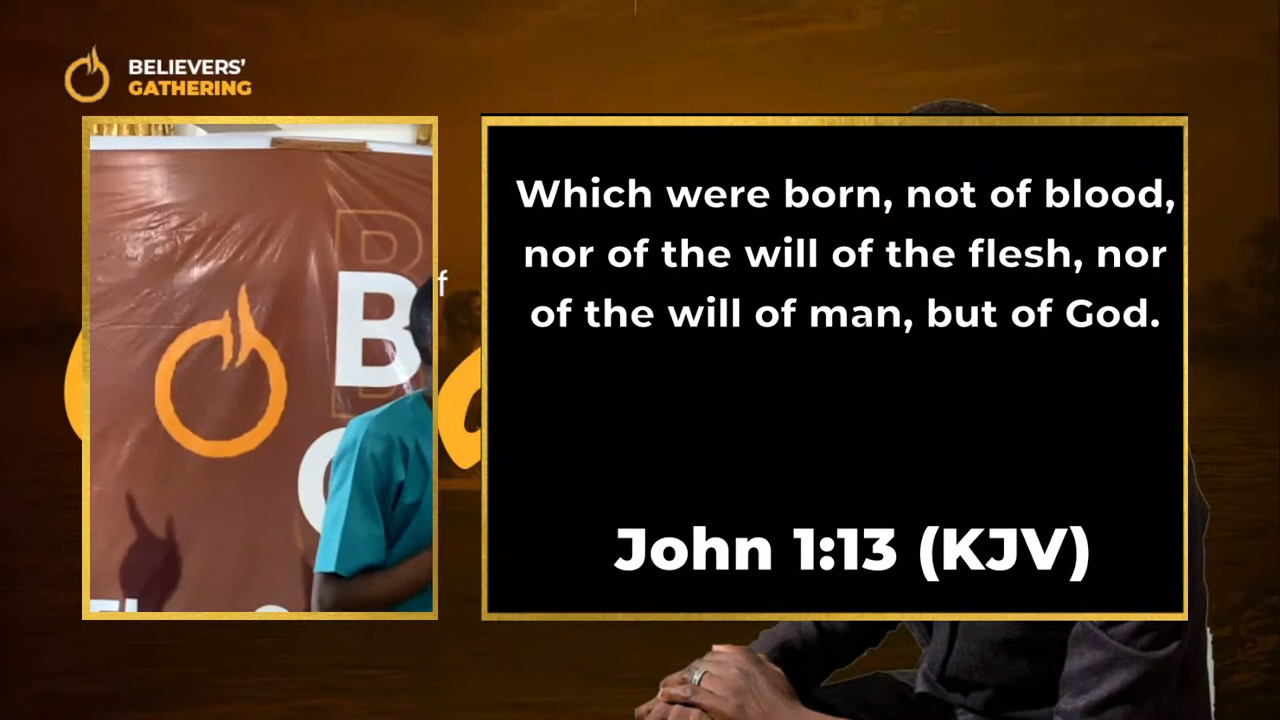 BELIEVERS'
GATHERING
Which were born, not of blood,
nor of the will of the flesh, nor
of the will of man, but of God.
John 1:13 (KJV)
B
B
f